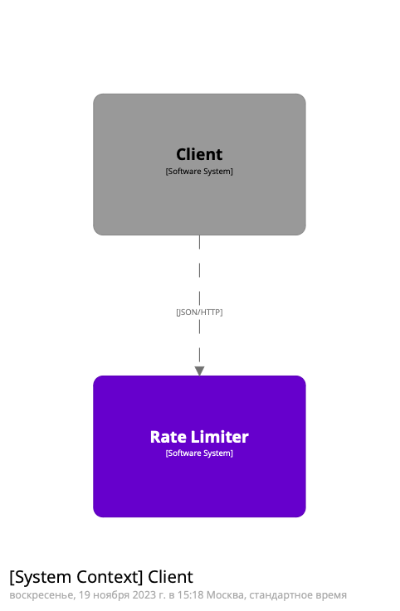 Client
[Software System]
[JSON/HTTP]
Rate Limiter
[Software System]
[System Context] Client
воскресенье, 19 ноября 2023 г. в 15:18 Москва, стандартное время